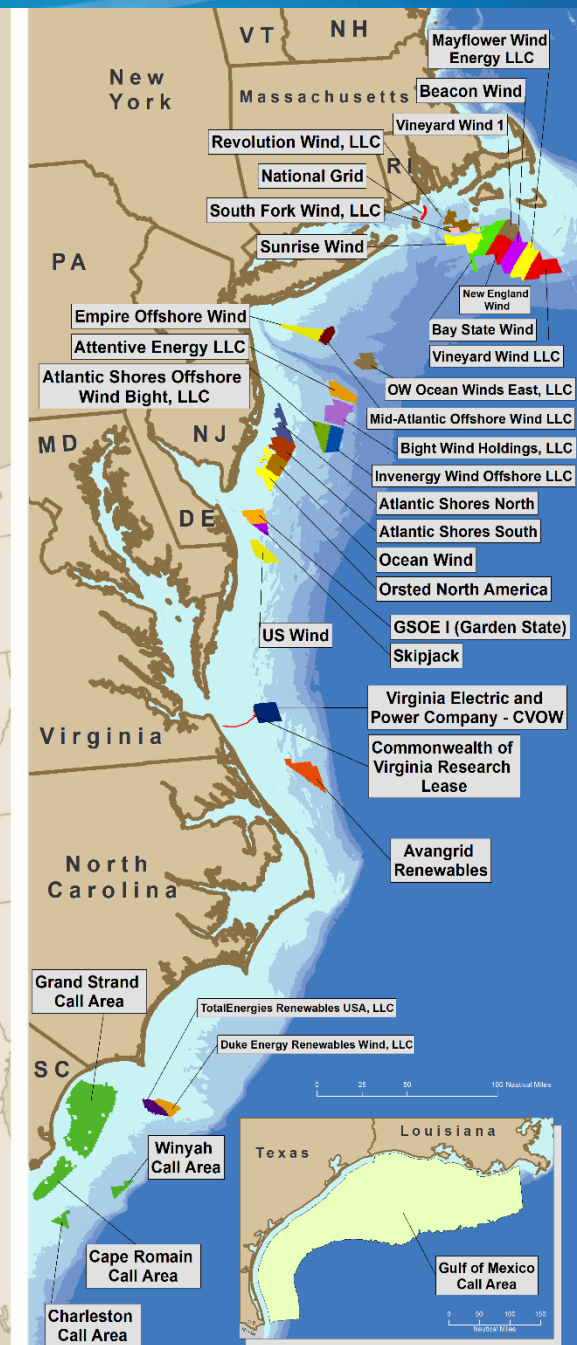 VT
NH
Mayflower Wind
Energy LLC
New
York
Massachusetts
Beacon Wind
Vineyard Wind 1
Revolution Wind, LLC
RI
National Grid
South Fork Wind, LLC
Sunrise Wind
PA
New England
Wind
Bay State Wind
Vineyard Wind LLC
Empire Offshore Wind
Attentive Energy LLC
Atlantic Shores Offshore
Wind Bight, LLC
OW Ocean Winds East, LLC
Mid-Atlantic Offshore Wind LLC
Bight Wind Holdings, LLC
Invenergy Wind Offshore LLC
MD
NJ
DE
Atlantic Shores North
Atlantic Shores South
Ocean Wind
Orsted North America
GSOE I (Garden State)
Skipjack
US Wind
Virginia
Virginia Electric and
Power Company - CVOW
Commonwealth of
Virginia Research
Lease
Avangrid
Renewables
North
Carolina
Grand Strand
Call Area
TotalEnergies Renewables USA, LLC
Duke Energy Renewables Wind, LLC
SC
0 50 100 Nautical Miles
Winyah
Call Area
Cape Romain
Call Area
Charleston
Call Area
Texas
Louisiana
Gulf of Mexico
Call Area
0 50 100 150
Nautical Miles